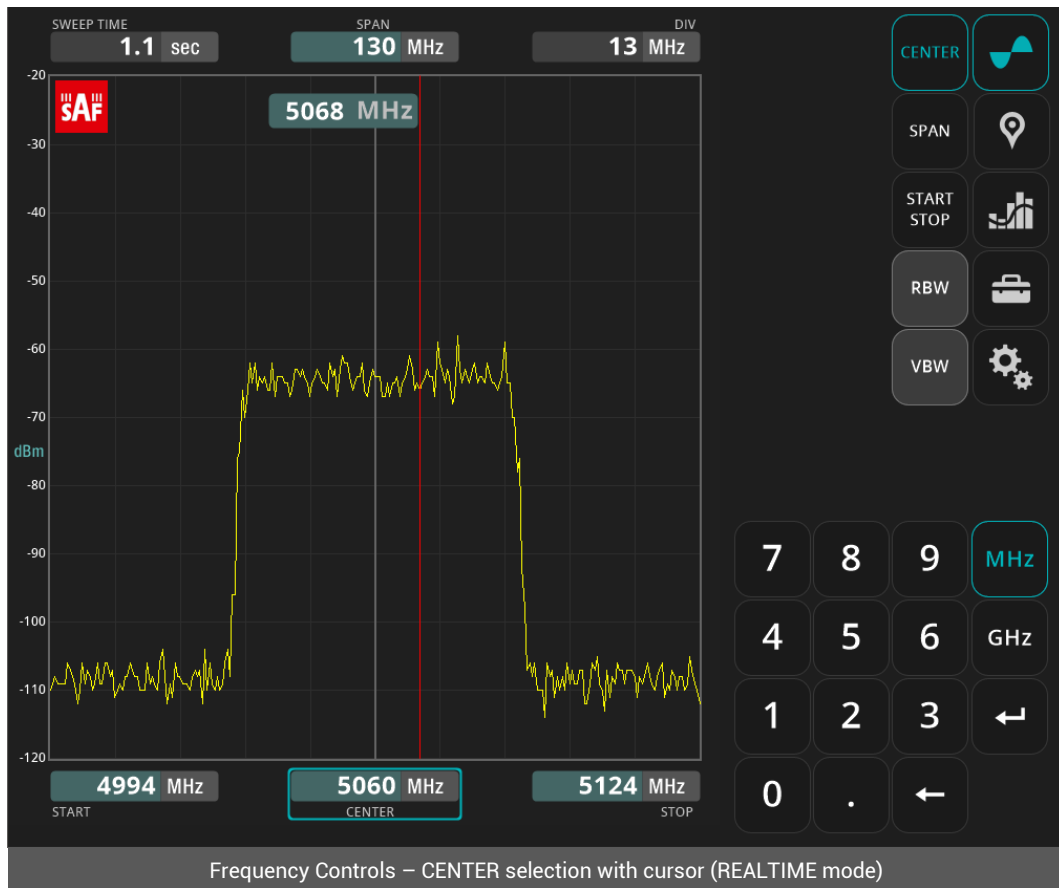 SWEEP TIME SPAN DIV
1.1 sec 130 MHz 13 MHz
CENTER
-20
SAF
5068 MHz
SPAN
-30
START
STOP
-40
-50
RBW
-60
VBW
-70
dBm
-80
-90
7 8 9 MHz
-100
4 5 6 GHz
-110
1 2 3
-120
4994 MHz 5060 MHz 5124 MHz
START CENTER STOP
0 .
Frequency Controls – CENTER selection with cursor (REALTIME mode)